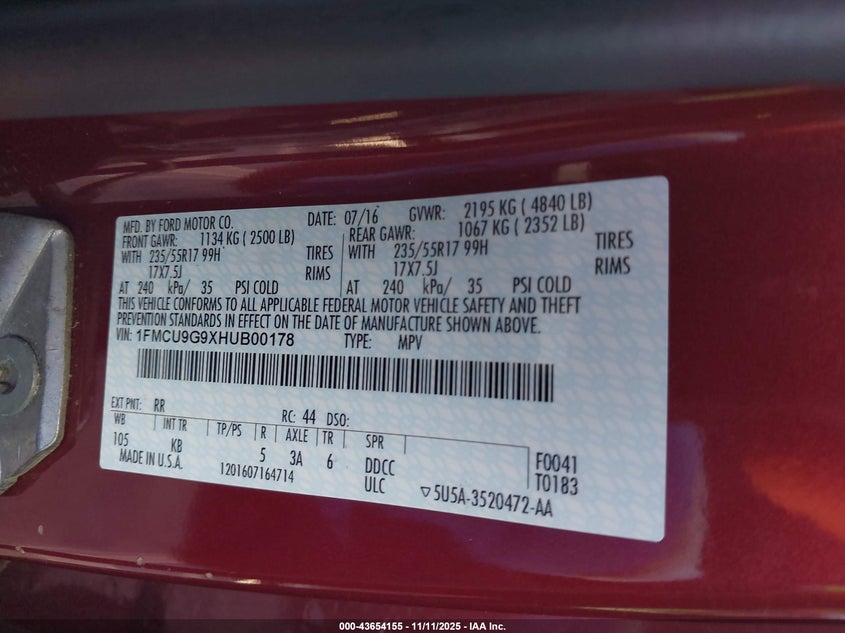 MFD. BY FORD MOTOR CO. DATE: 07/16 GVWR: 2195 KG ( 4840 LB)
FRONT GAWR: 1134 KG ( 2500 LB) REAR GAWR: 1067 KG ( 2352 LB)
WITH 235/55R17 99H TIRES WITH 235/55R17 99H TIRES
17X7.5J RIMS 17X7.5J RIMS
AT 240 kPa/ 35 PSI COLD AT 240 kPa/ 35 PSI COLD
THIS VEHICLE CONFORMS TO ALL APPLICABLE FEDERAL MOTOR VEHICLE SAFETY AND THEFT
PREVENTION STANDARDS IN EFFECT ON THE DATE OF MANUFACTURE SHOWN ABOVE.
VIN: 1FMCU9G9XHUB00178 TYPE: MPV
EXT PNT: RR RC: 44 DSO:
WB INT TR TP/PS R AXLE TR SPR
105 KB 5 3A 6 DDCC F0041
MADE IN U.S.A. 1201607164714 ULC T0183
▽5U5A-3520472-AA
000-43654155 - 11/11/2025 - IAA Inc.